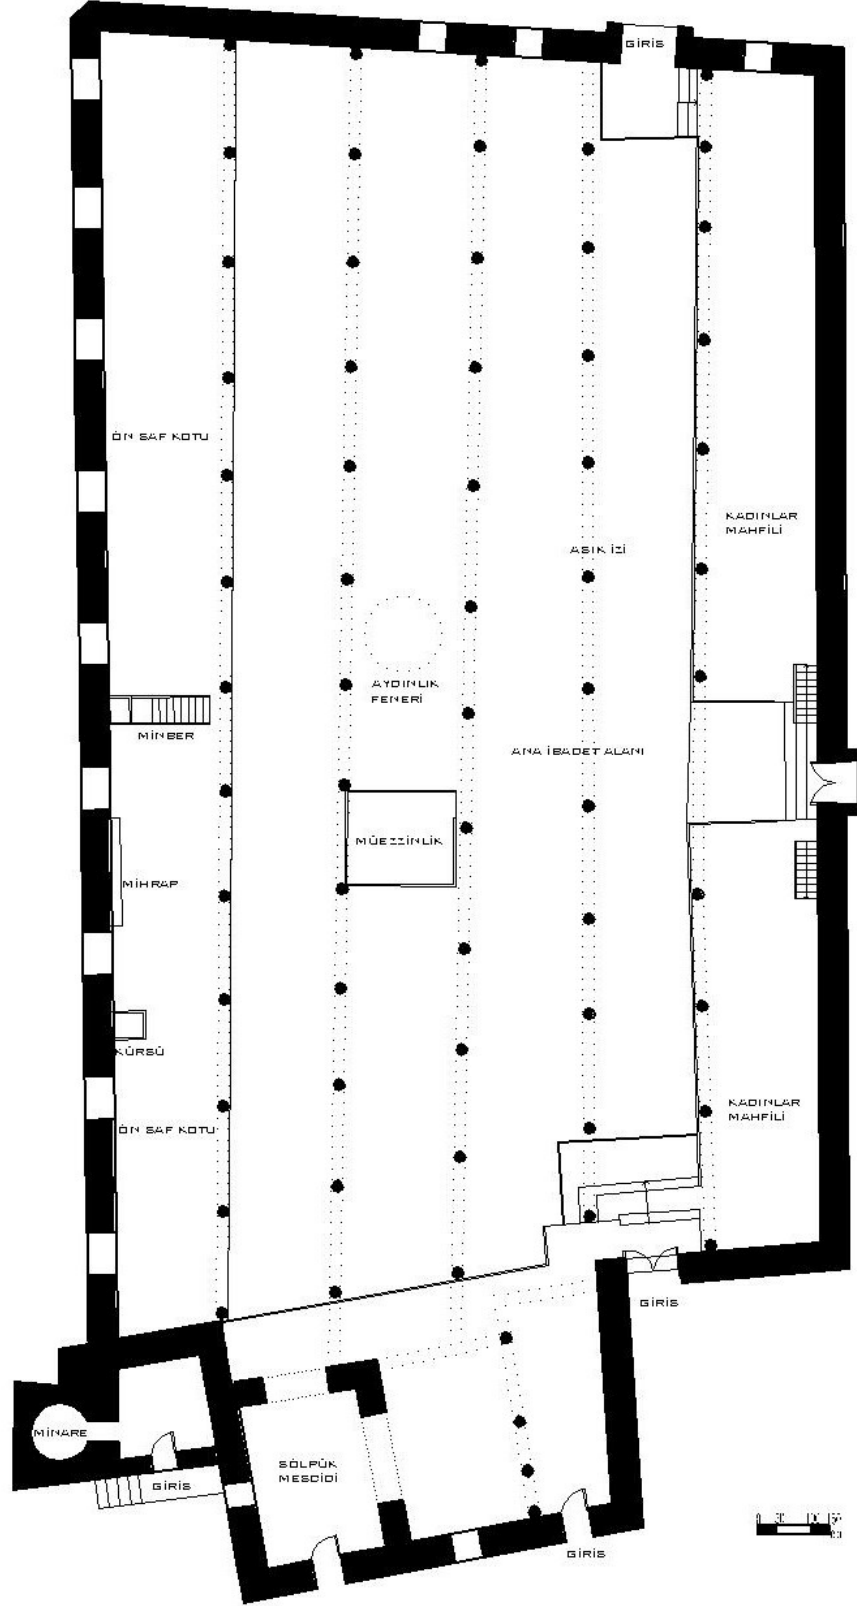 GİRİS
ÖN SAF KOTU
KADINLAR
MAHFİLİ
ASIK İZİ
AYDINLIK
FENERİ
MİNBER
ANA İBADET ALANI
MÜEZZİNLİK
MİHRAP
KÜRSÜ
KADINLAR
MAHFİLİ
ÖN SAF KOTU
GİRİS
MİNARE
SÖLPÜK
MESCİDİ
GİRİS
GİRİS